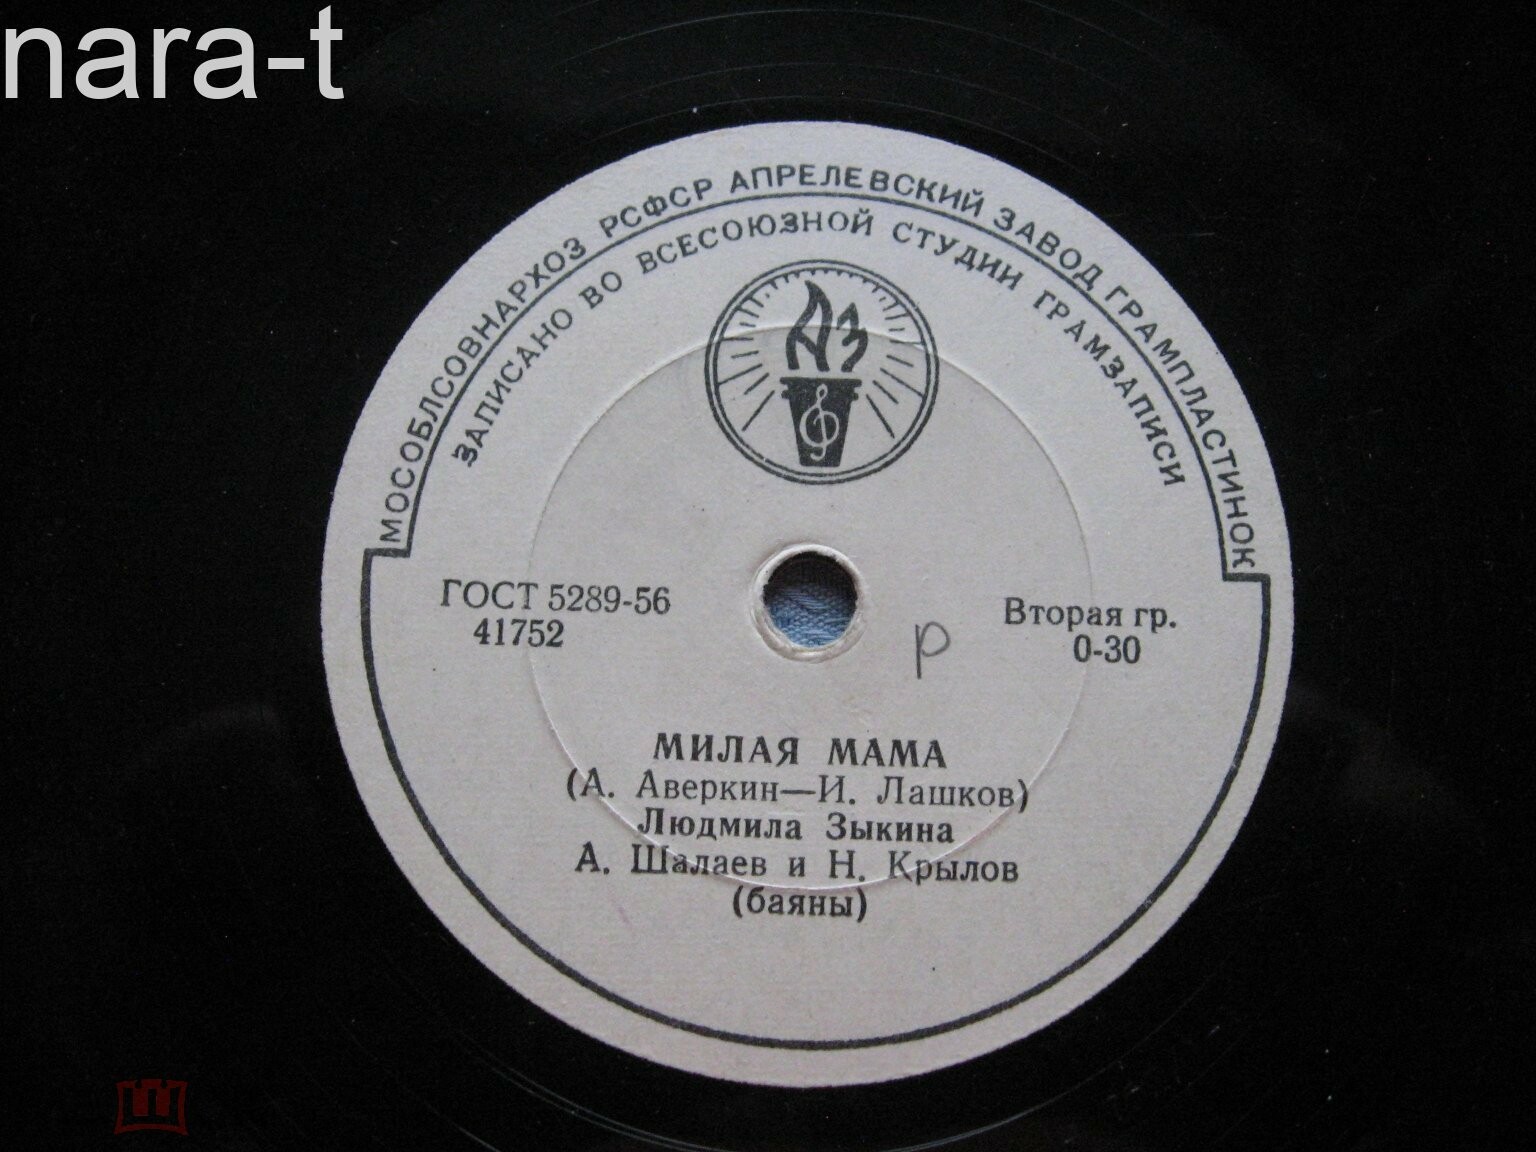 nara-t
МОСОБЛСОВНАРХОЗ РСФСР АПРЕЛЕВСКИЙ ЗАВОД ГРАМПЛАСТИНОК
ЗАПИСАНО ВО ВСЕСОЮЗНОЙ СТУДИИ ГРАМЗАПИСИ
АЗ
ГОСТ 5289-56
41752
Вторая гр.
0-30
р
МИЛАЯ МАМА
(А. Аверкин—И. Лашков)
Людмила Зыкина
А. Шалаев и Н. Крылов
(баяны)